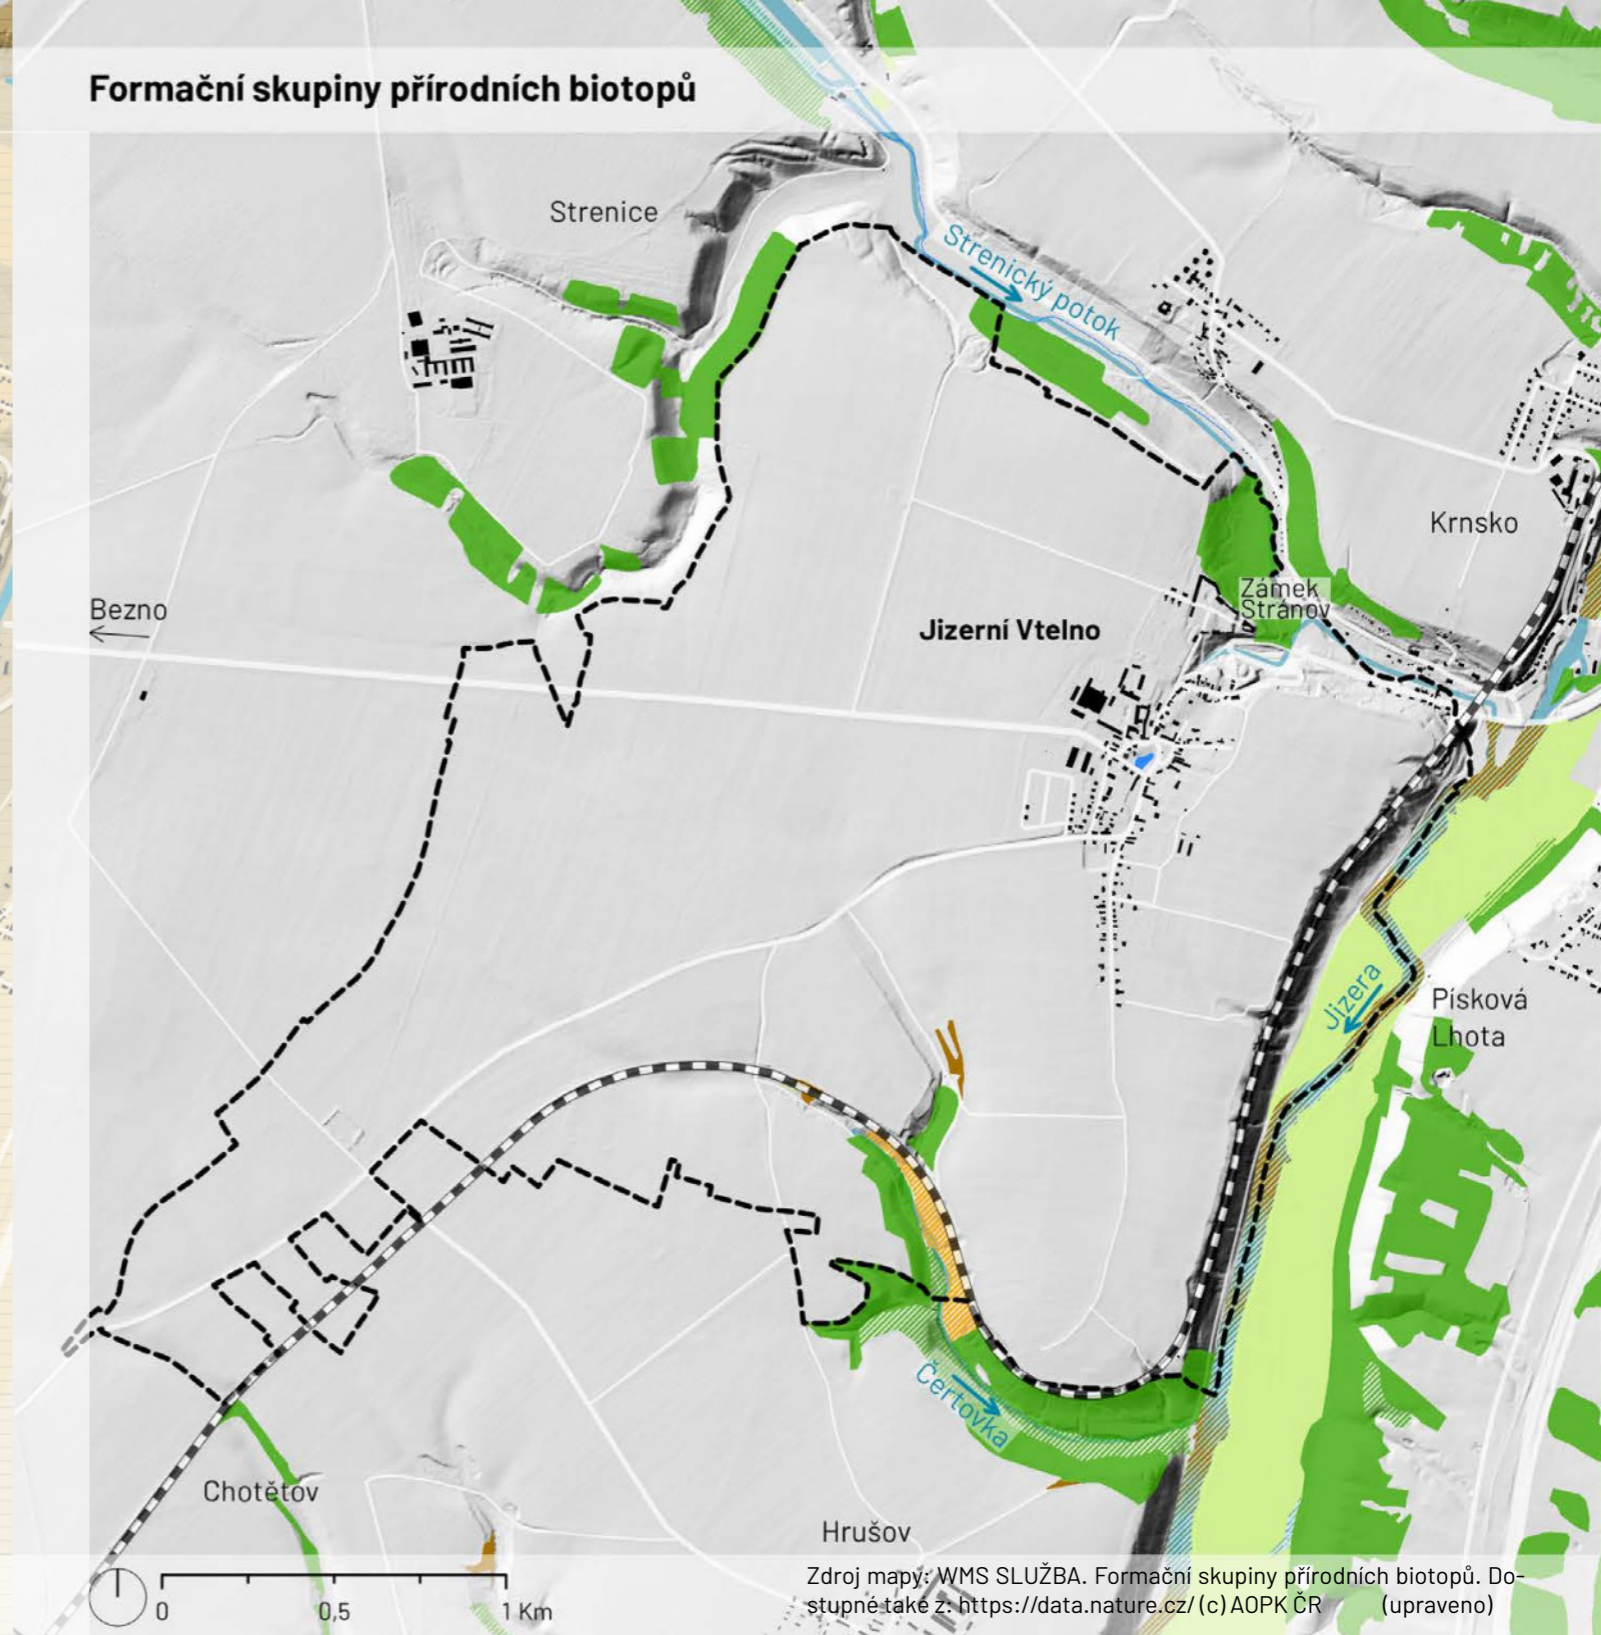 Formační skupiny přírodních biotopů
Strenice
Strenický potok
Krnsko
Zámek
Stránov
Bezno
Jizerní Vtelno
Jizera
Písková
Lhota
Čertovka
Chotětov
Hrušov
0
0,5
1 Km
Zdroj mapy: WMS SLUŽBA. Formační skupiny přírodních biotopů. Do-
stupné také z: https://data.nature.cz/ (c) AOPK ČR (upraveno)